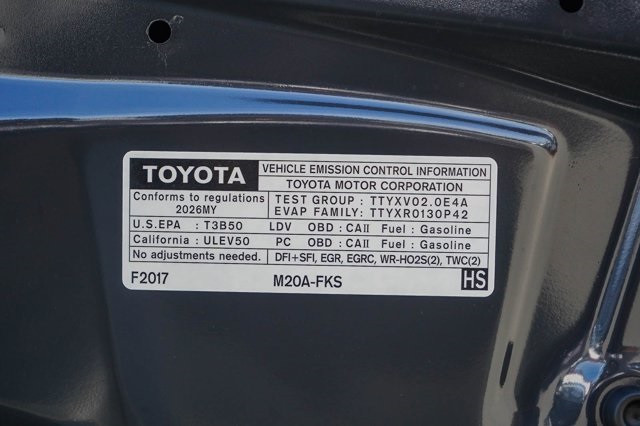 TOYOTA VEHICLE EMISSION CONTROL INFORMATION
TOYOTA MOTOR CORPORATION
Conforms to regulations TEST GROUP : TTYXV02.0E4A
2026MY EVAP FAMILY: TTYXR0130P42
U.S.EPA : T3B50 LDV OBD : CAII Fuel : Gasoline
California : ULEV50 PC OBD : CAII Fuel : Gasoline
No adjustments needed. DFI+SFI, EGR, EGRC, WR-HO2S(2), TWC(2)
F2017 M20A-FKS HS